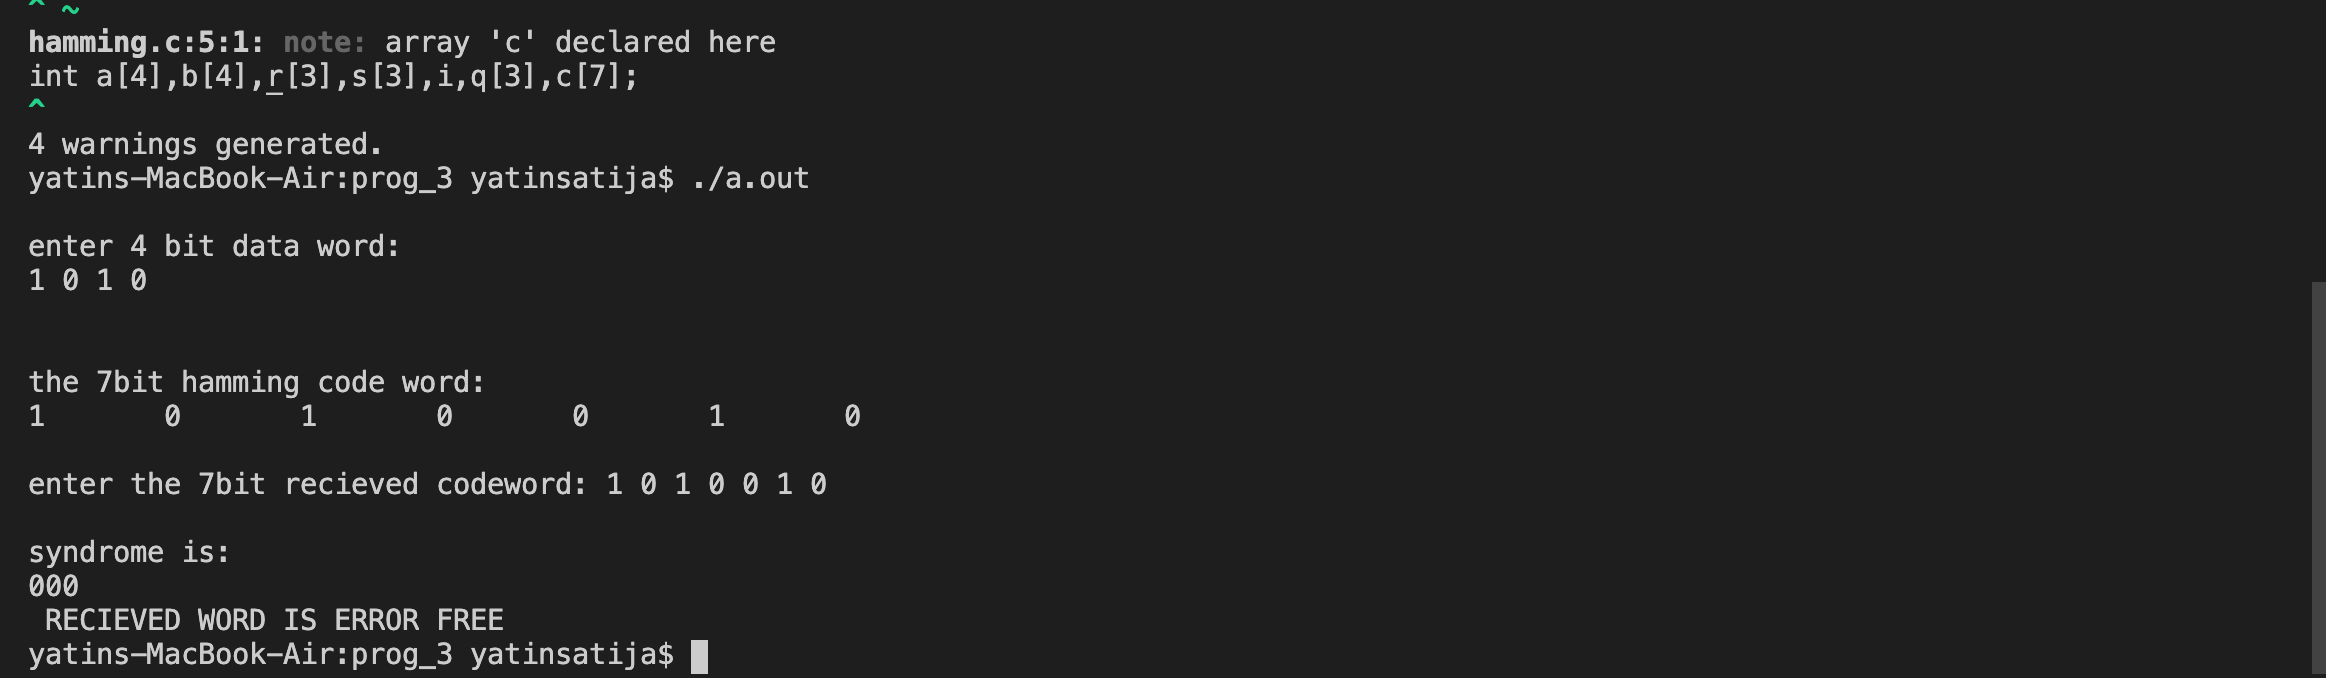 ^ ~
hamming.c:5:1: note: array 'c' declared here
int a[4],b[4],r[3],s[3],i,q[3],c[7];
^
4 warnings generated.
yatins-MacBook-Air:prog_3 yatinsatija$ ./a.out
enter 4 bit data word:
1 0 1 0
the 7bit hamming code word:
1 0 1 0 0 1 0
enter the 7bit recieved codeword: 1 0 1 0 0 1 0
syndrome is:
000
RECIEVED WORD IS ERROR FREE
yatins-MacBook-Air:prog_3 yatinsatija$